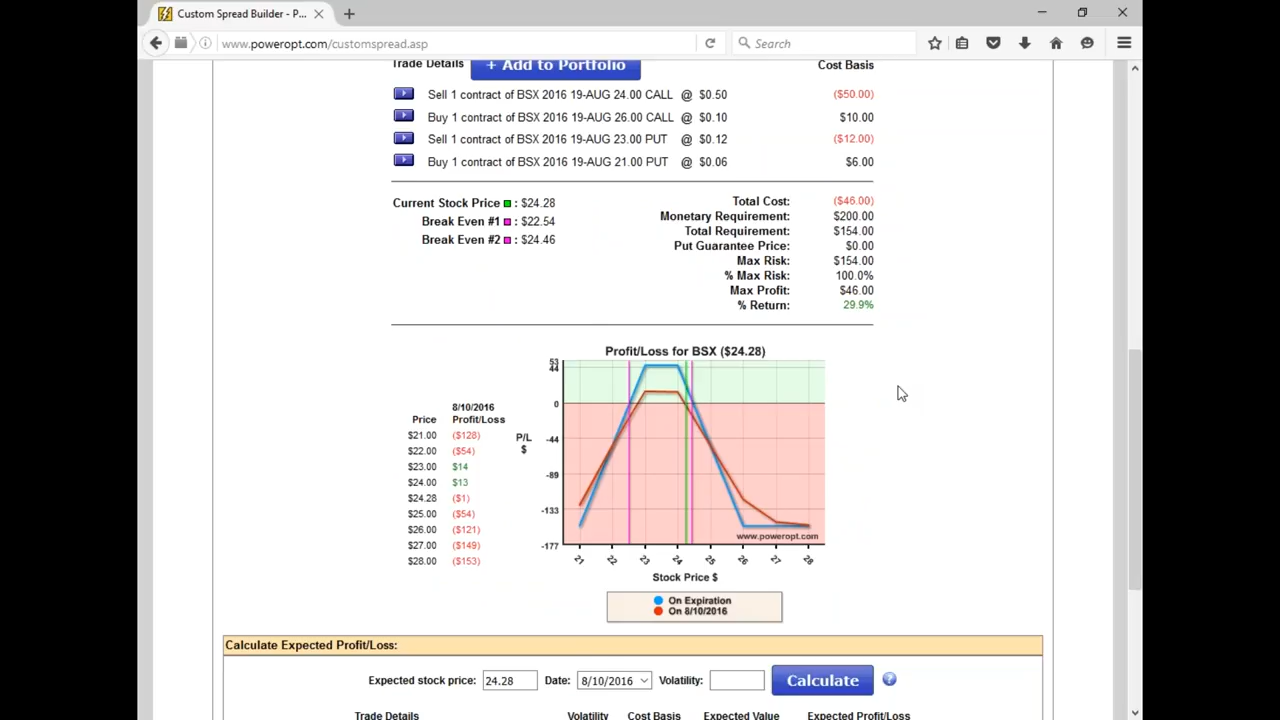 Custom Spread Builder - P...
www.poweropt.com/customspread.asp
Search
Trade Details + Add to Portfolio Cost Basis
Sell 1 contract of BSX 2016 19-AUG 24.00 CALL @ $0.50 ($50.00)
Buy 1 contract of BSX 2016 19-AUG 26.00 CALL @ $0.10 $10.00
Sell 1 contract of BSX 2016 19-AUG 23.00 PUT @ $0.12 ($12.00)
Buy 1 contract of BSX 2016 19-AUG 21.00 PUT @ $0.06 $6.00
Current Stock Price : $24.28
Break Even #1 : $22.54
Break Even #2 : $24.46
Total Cost: ($46.00)
Monetary Requirement: $200.00
Total Requirement: $154.00
Put Guarantee Price: $0.00
Max Risk: $154.00
% Max Risk: 100.0%
Max Profit: $46.00
% Return: 29.9%
Profit/Loss for BSX ($24.28)
8/10/2016
Price Profit/Loss
$21.00 ($128)
$22.00 ($54)
$23.00 $14
$24.00 $13
$24.28 ($1)
$25.00 ($54)
$26.00 ($121)
$27.00 ($149)
$28.00 ($153)
P/L
$
53
44
0
-44
-89
-133
-177
www.poweropt.com
21 22 23 24 25 26 27 28
Stock Price $
On Expiration
On 8/10/2016
Calculate Expected Profit/Loss:
Expected stock price: 24.28 Date: 8/10/2016 Volatility: Calculate ?
Trade Details Volatility Cost Basis Expected Value Expected Profit/Loss